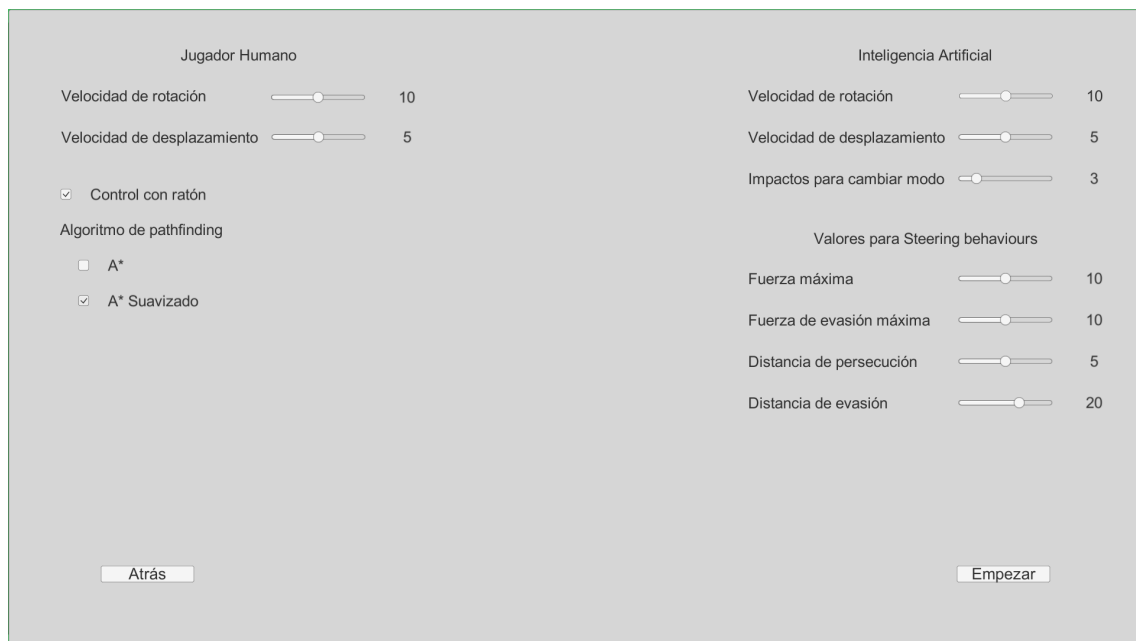 Jugador Humano
Velocidad de rotación 10
Velocidad de desplazamiento 5
Control con ratón
Algoritmo de pathfinding
A*
A* Suavizado
Inteligencia Artificial
Velocidad de rotación 10
Velocidad de desplazamiento 5
Impactos para cambiar modo 3
Valores para Steering behaviours
Fuerza máxima 10
Fuerza de evasión máxima 10
Distancia de persecución 5
Distancia de evasión 20
Atrás
Empezar